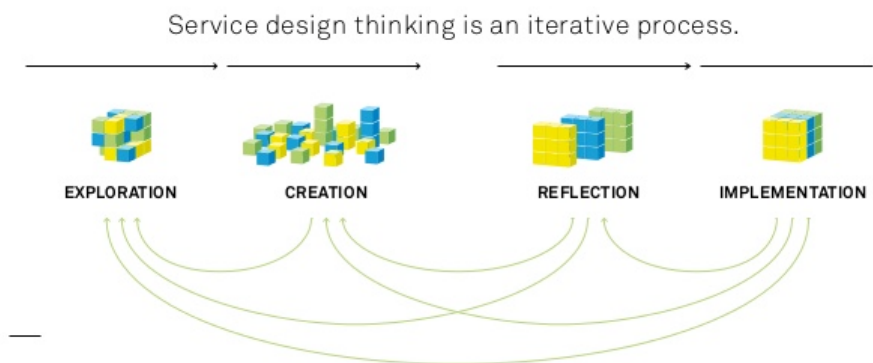 Service design thinking is an iterative process.
EXPLORATION
CREATION
REFLECTION
IMPLEMENTATION